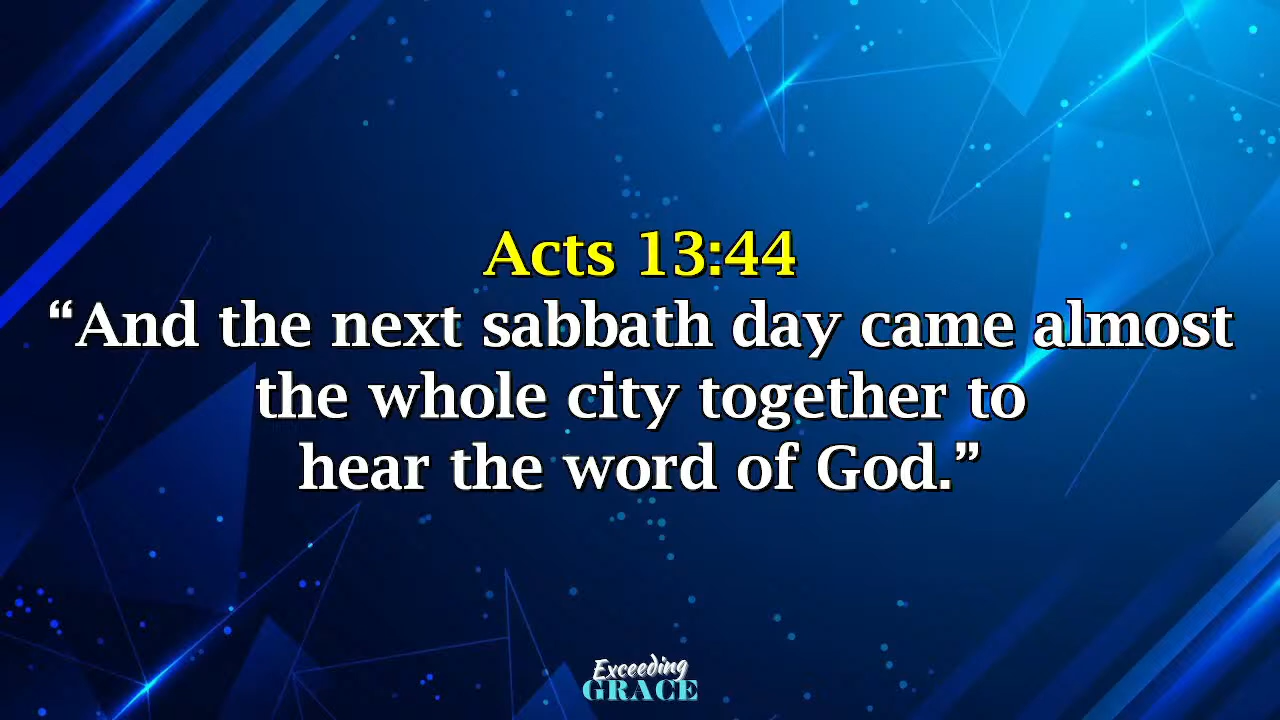 Acts 13:44
“And the next sabbath day came almost
the whole city together to
hear the word of God.”
Exceeding
GRACE